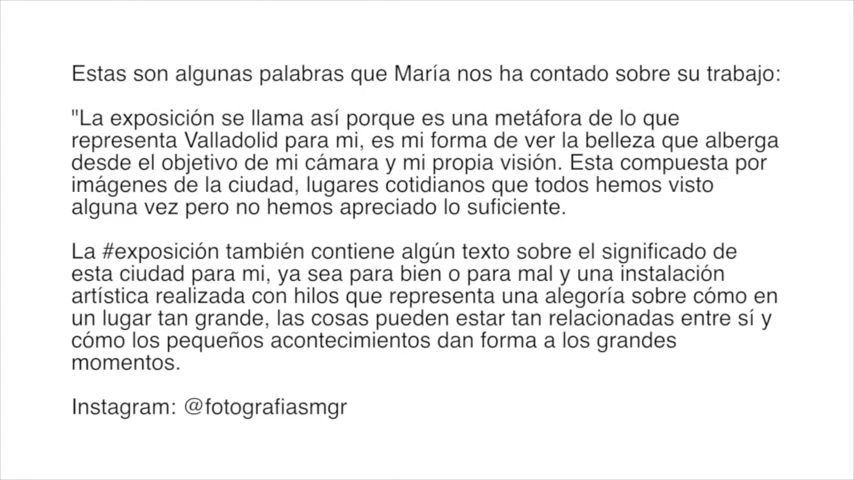 Estas son algunas palabras que María nos ha contado sobre su trabajo:
"La exposición se llama así porque es una metáfora de lo que
representa Valladolid para mi, es mi forma de ver la belleza que alberga
desde el objetivo de mi cámara y mi propia visión. Esta compuesta por
imágenes de la ciudad, lugares cotidianos que todos hemos visto
alguna vez pero no hemos apreciado lo suficiente.
La #exposición también contiene algún texto sobre el significado de
esta ciudad para mi, ya sea para bien o para mal y una instalación
artística realizada con hilos que representa una alegoría sobre cómo en
un lugar tan grande, las cosas pueden estar tan relacionadas entre sí y
cómo los pequeños acontecimientos dan forma a los grandes
momentos.
Instagram: @fotografiasmgr